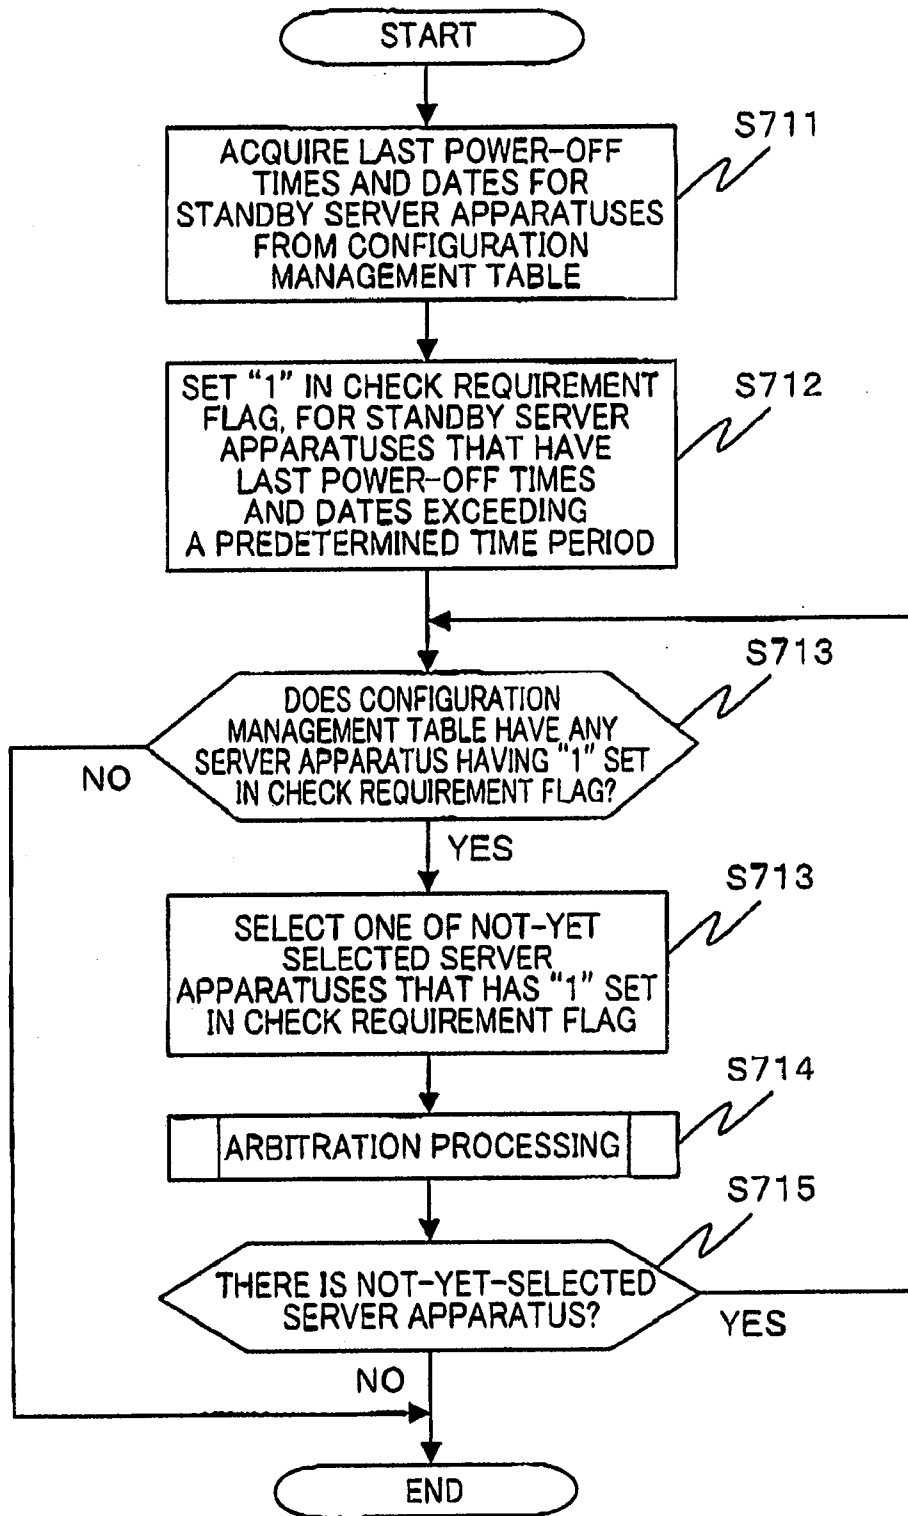 START
S711
ACQUIRE LAST POWER-OFF
TIMES AND DATES FOR
STANDBY SERVER APPARATUSES
FROM CONFIGURATION
MANAGEMENT TABLE
S712
SET "1" IN CHECK REQUIREMENT
FLAG, FOR STANDBY SERVER
APPARATUSES THAT HAVE
LAST POWER-OFF TIMES
AND DATES EXCEEDING
A PREDETERMINED TIME PERIOD
S713
DOES CONFIGURATION
MANAGEMENT TABLE HAVE ANY
SERVER APPARATUS HAVING "1" SET
IN CHECK REQUIREMENT FLAG?
NO
YES
S713
SELECT ONE OF NOT-YET
SELECTED SERVER
APPARATUSES THAT HAS "1" SET
IN CHECK REQUIREMENT FLAG
S714
ARBITRATION PROCESSING
S715
THERE IS NOT-YET-SELECTED
SERVER APPARATUS?
YES
NO
END